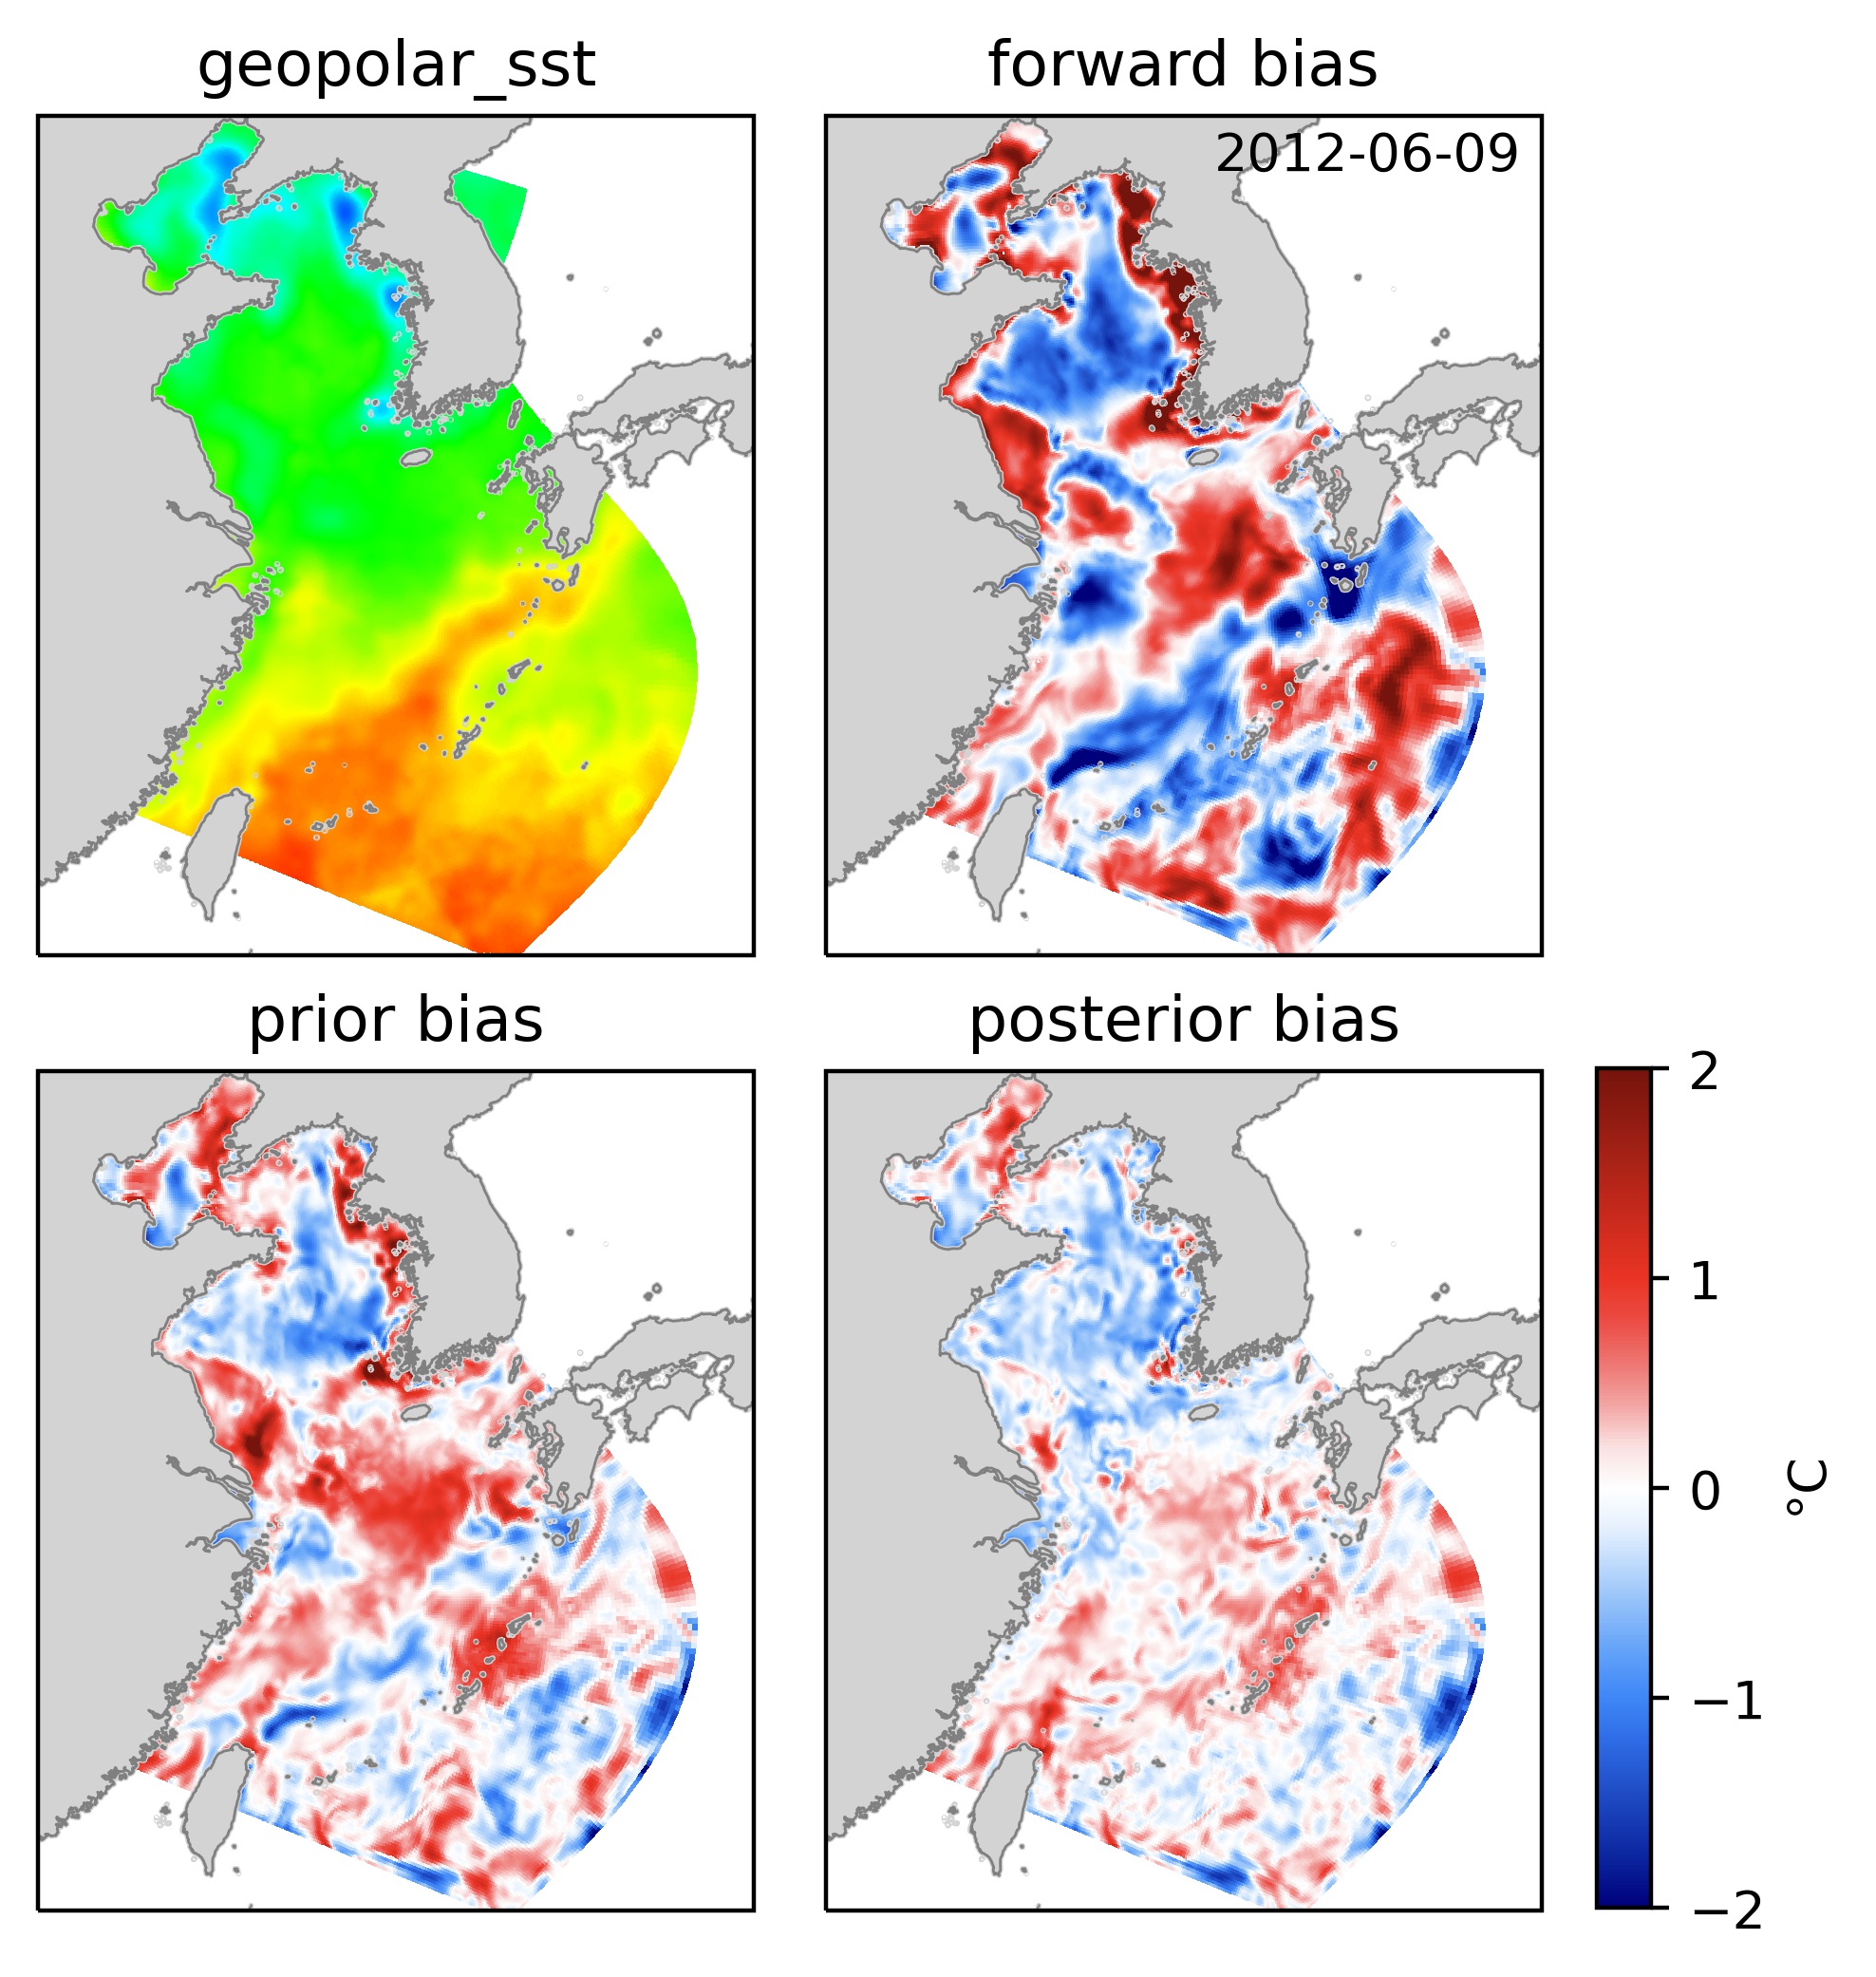 geopolar_sst
forward bias
2012-06-09
prior bias
posterior bias
2
1
0
−1
−2
°C